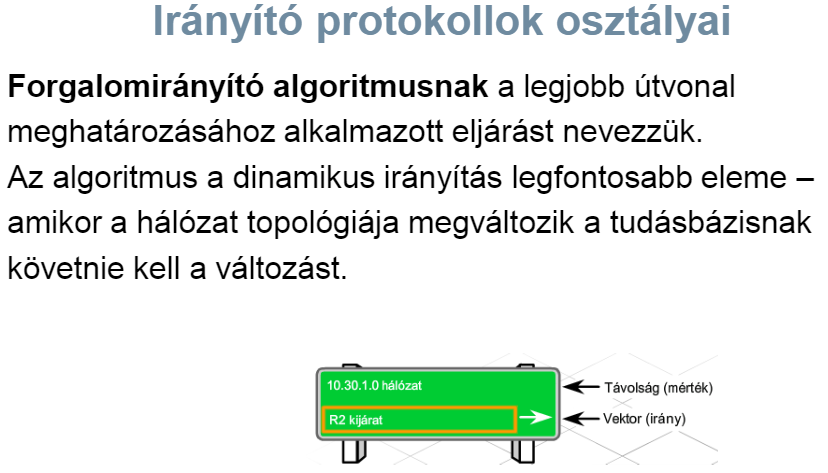 Irányító protokollok osztályai
Forgalomirányító algoritmusnak a legjobb útvonal
meghatározásához alkalmazott eljárást nevezzük.
Az algoritmus a dinamikus irányítás legfontosabb eleme –
amikor a hálózat topológiája megváltozik a tudásbázisnak
követnie kell a változást.
10.30.1.0 hálózat
Távolság (mérték)
R2 kijárat
Vektor (irány)